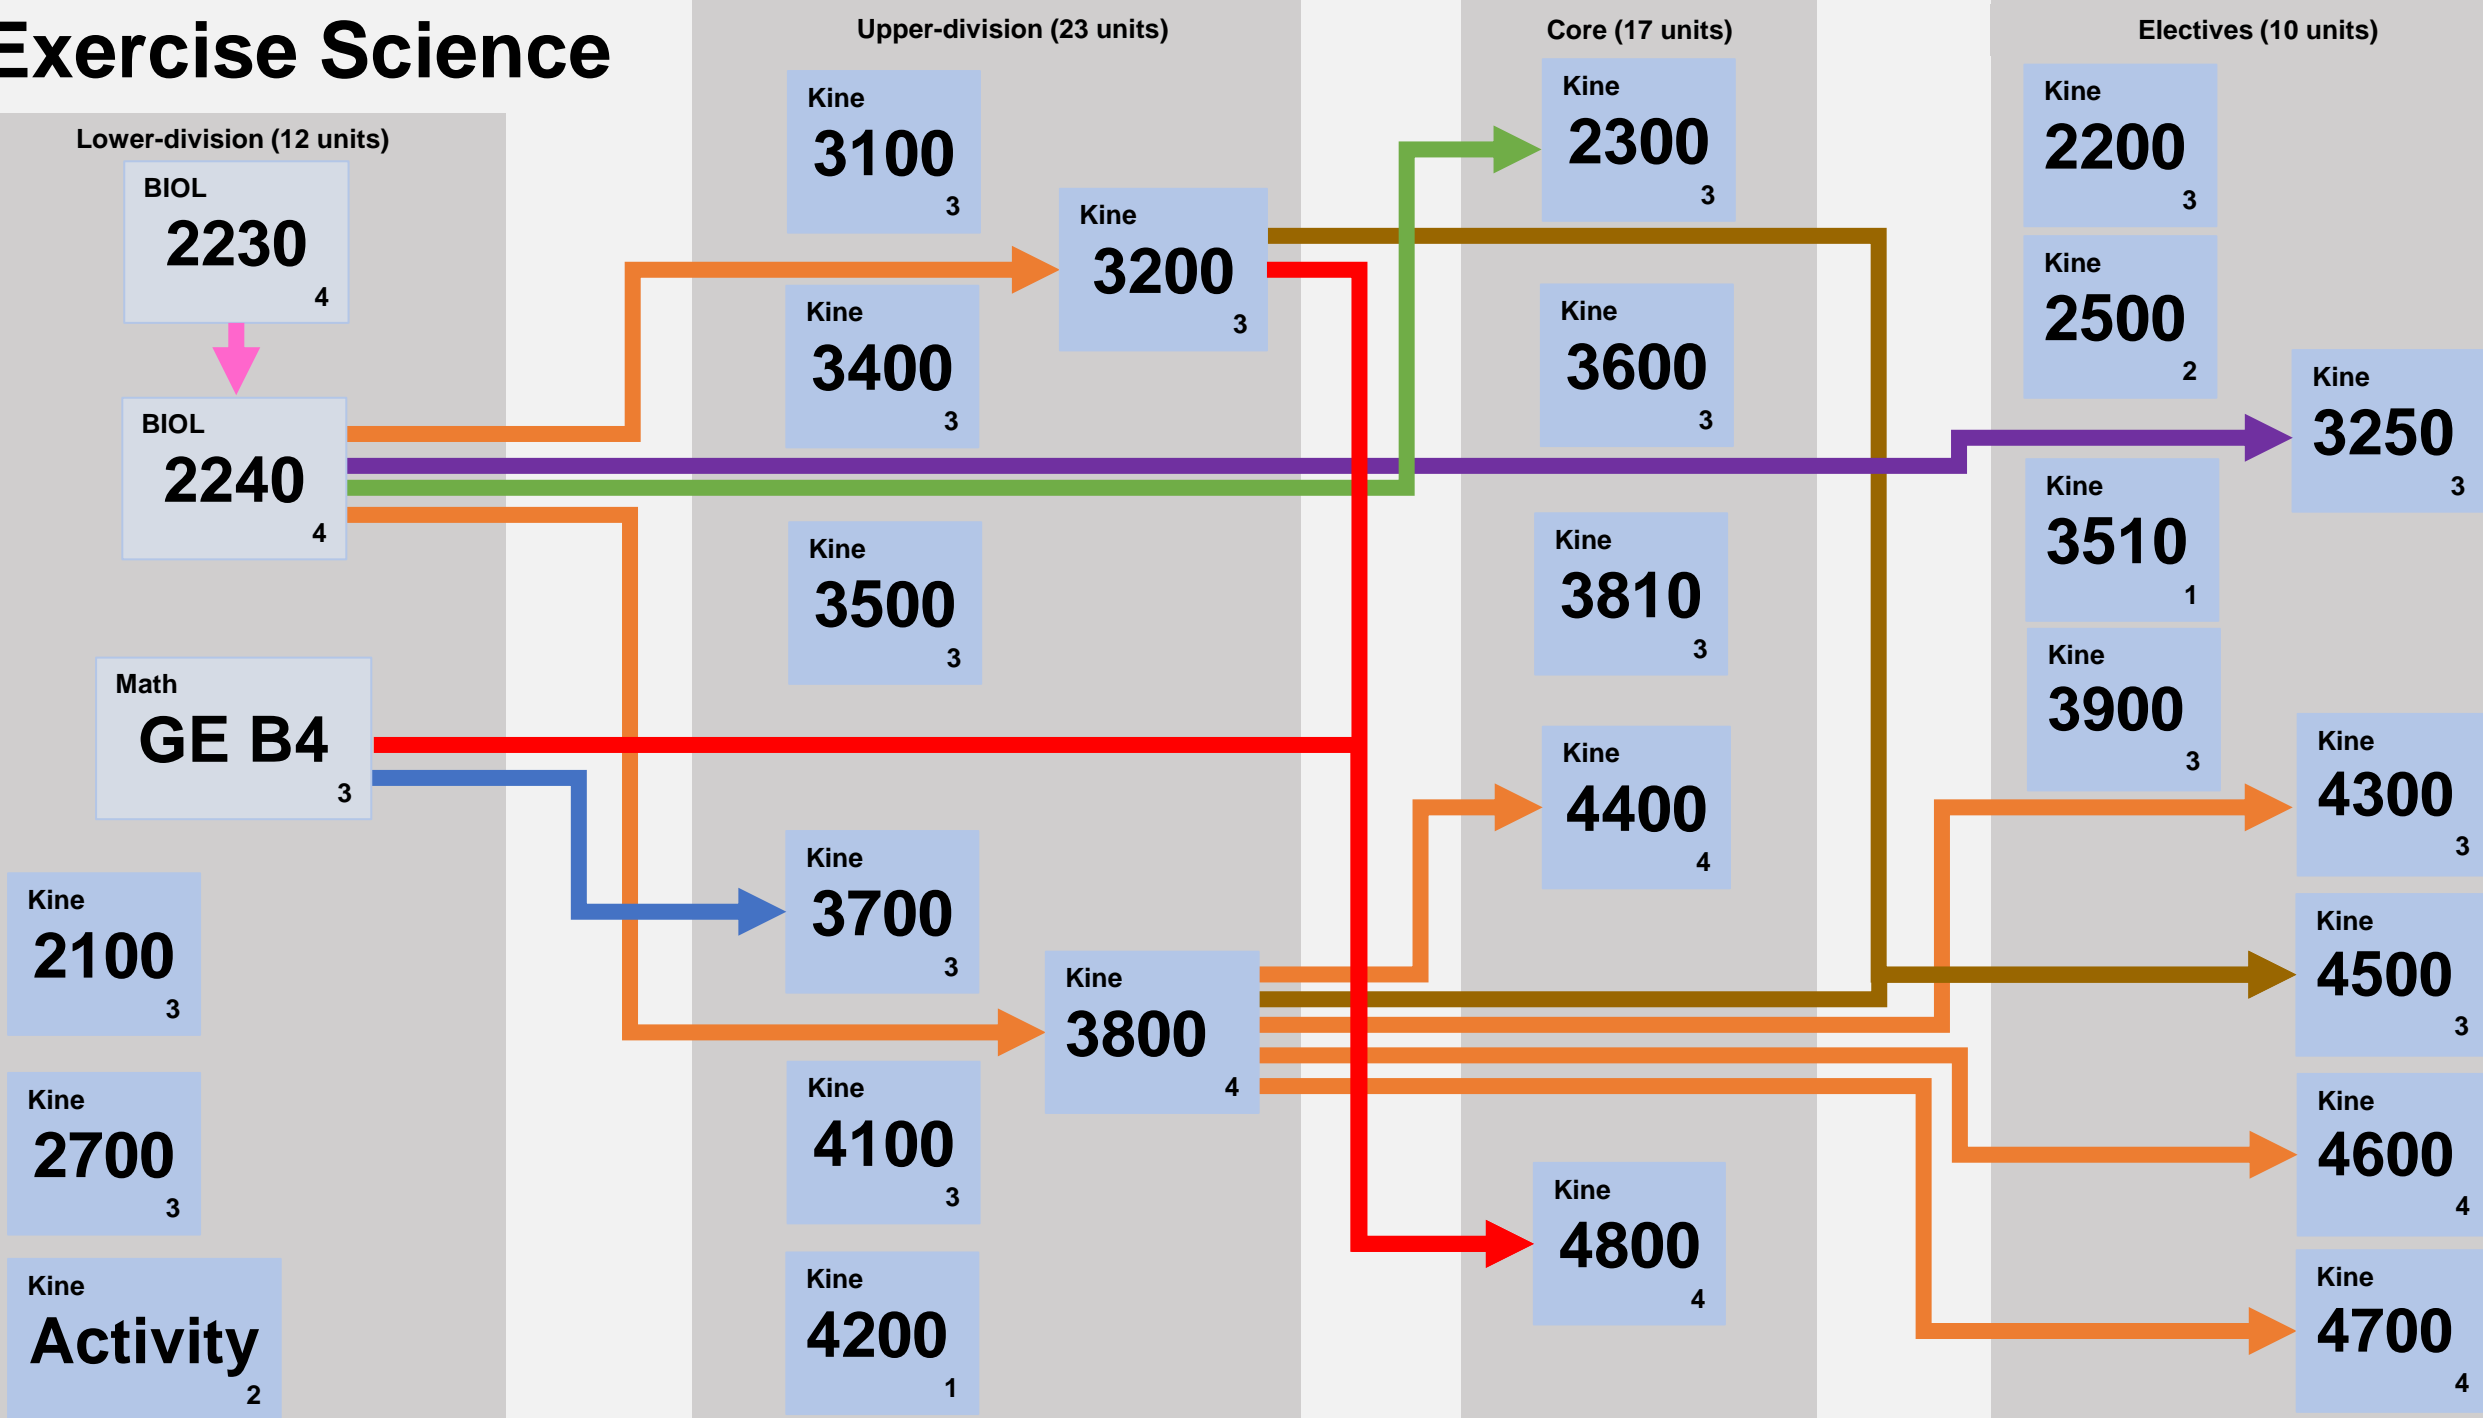 Exercise Science
Lower-division (12 units)
BIOL
2230
4
BIOL
2240
4
Math
GE B4
3
Kine
2100
3
Kine
2700
3
Kine
Activity
2
Upper-division (23 units)
Kine
3100
3
Kine
3200
3
Kine
3400
3
Kine
3500
3
Kine
3700
3
Kine
3800
4
Kine
4100
3
Kine
4200
1
Core (17 units)
Kine
2300
3
Kine
3600
3
Kine
3810
3
Kine
4400
4
Kine
4800
4
Electives (10 units)
Kine
2200
3
Kine
2500
2
Kine
3250
3
Kine
3510
1
Kine
3900
3
Kine
4300
3
Kine
4500
3
Kine
4600
4
Kine
4700
4